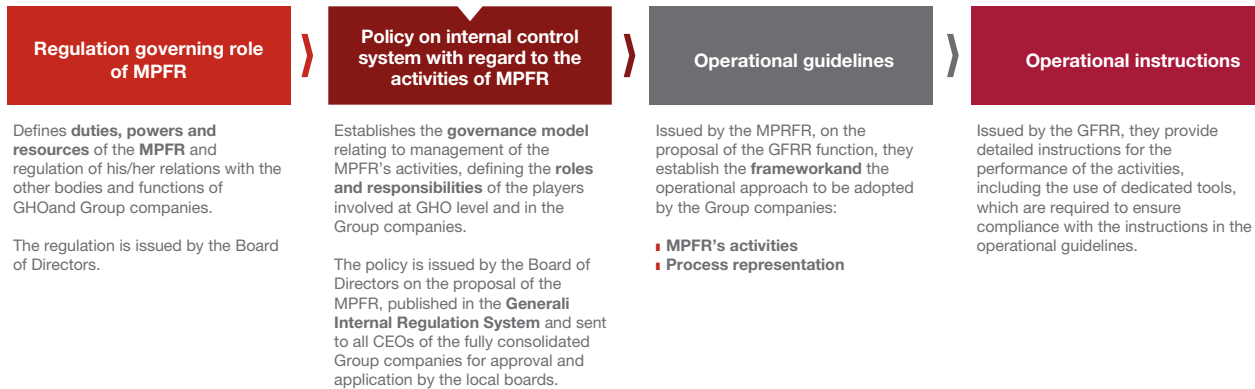 Regulation governing role
of MPFR
Policy on internal control
system with regard to the
activities of MPFR
Operational guidelines
Operational instructions
Defines duties, powers and
resources of the MPFR and
regulation of his/her relations with the
other bodies and functions of
GHOand Group companies.
The regulation is issued by the Board
of Directors.
Establishes the governance model
relating to management of the
MPFR's activities, defining the roles
and responsibilities of the players
involved at GHO level and in the
Group companies.
The policy is issued by the Board of
Directors on the proposal of the
MPFR, published in the Generali
Internal Regulation System and sent
to all CEOs of the fully consolidated
Group companies for approval and
application by the local boards.
Issued by the MPRFR, on the
proposal of the GFRR function, they
establish the frameworkand the
operational approach to be adopted
by the Group companies:
MPFR's activities
Process representation
Issued by the GFRR, they provide
detailed instructions for the
performance of the activities,
including the use of dedicated tools,
which are required to ensure
compliance with the instructions in the
operational guidelines.